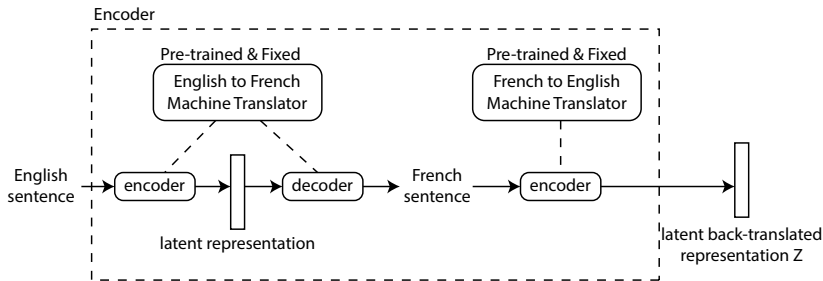 Encoder
Pre-trained & Fixed
English to French
Machine Translator
Pre-trained & Fixed
French to English
Machine Translator
English
sentence
encoder
decoder
French
sentence
encoder
latent representation
latent back-translated
representation Z